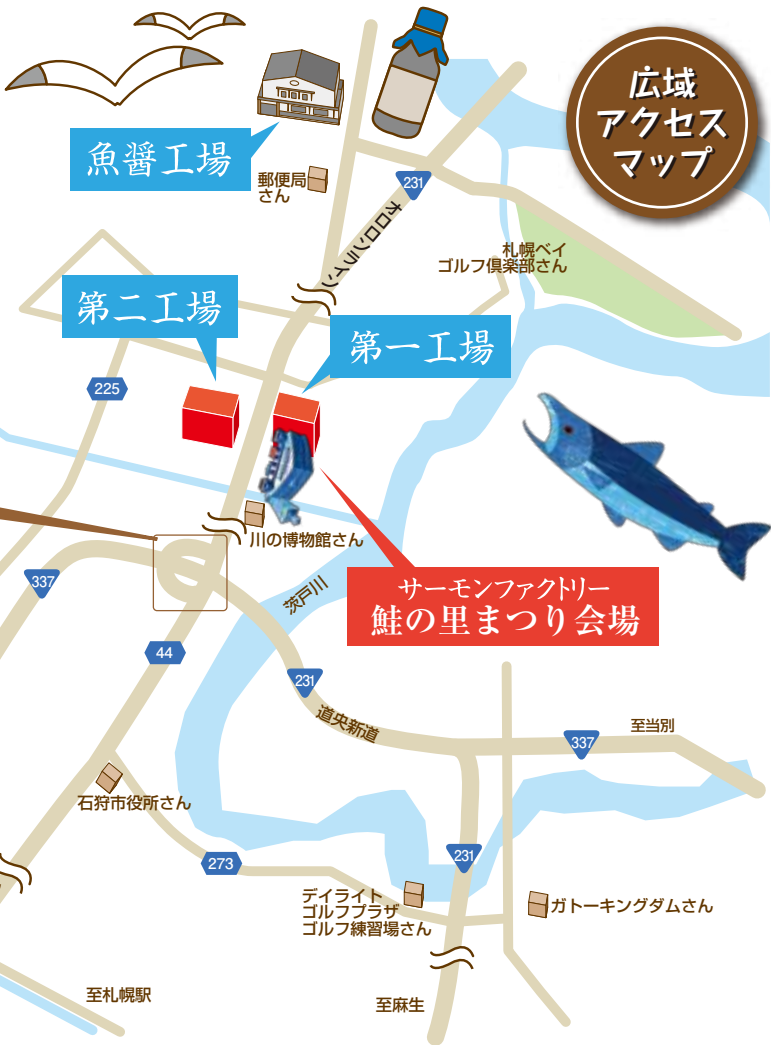 広域
アクセス
マップ
魚醤工場
郵便局
さん
231
オロロンライン
札幌ベイ
ゴルフ倶楽部さん
第二工場
第一工場
225
川の博物館さん
337
茨戸川
サーモンファクトリー
鮭の里まつり会場
44
231
道央新道
337
至当別
石狩市役所さん
273
231
デイライト
ゴルフプラザ
ゴルフ練習場さん
ガトーキングダムさん
至札幌駅
至麻生